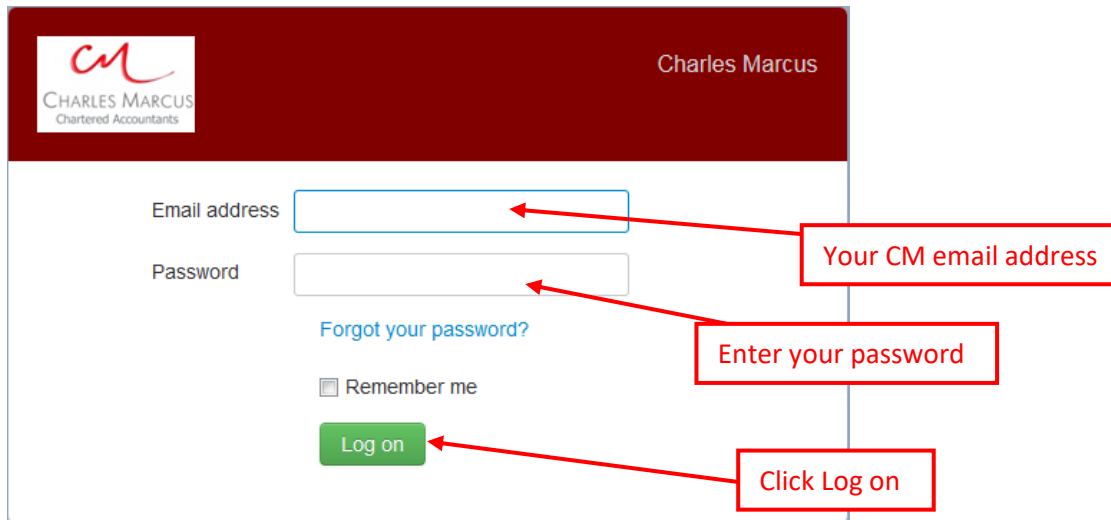 CM
CHARLES MARCUS
Chartered Accountants
Charles Marcus
Email address
Your CM email address
Password
Forgot your password?
Enter your password
Remember me
Log on
Click Log on